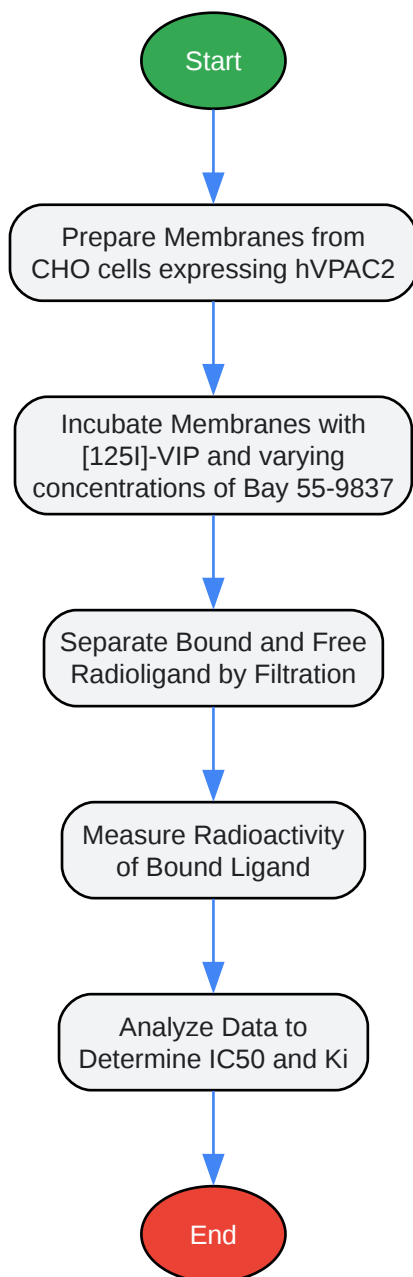 Start
Prepare Membranes from
CHO cells expressing hVPAC2
Incubate Membranes with
[125I]-VIP and varying
concentrations of Bay 55-9837
Separate Bound and Free
Radioligand by Filtration
Measure Radioactivity
of Bound Ligand
Analyze Data to
Determine IC50 and Ki
End